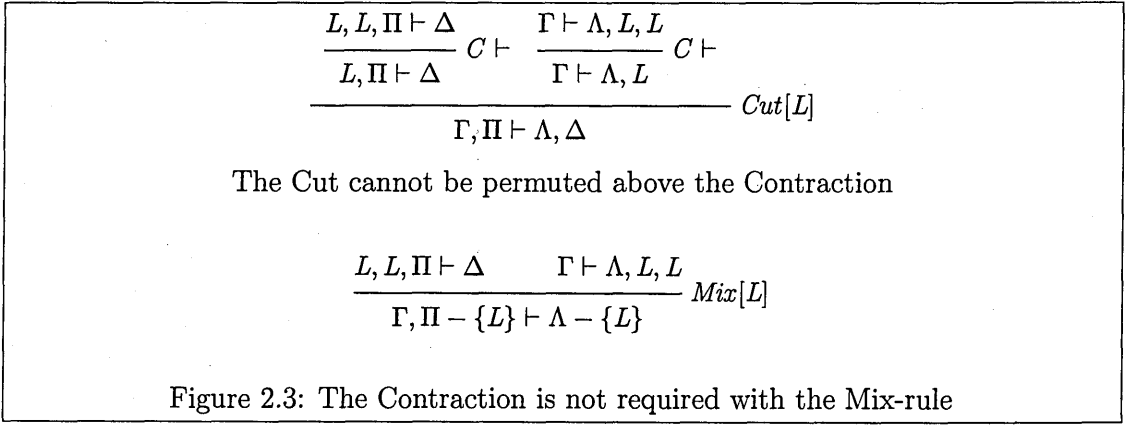 L, L, Π ⊢ Δ   Γ ⊢ Λ, L, L
C ⊢   C ⊢
L, Π ⊢ Δ   Γ ⊢ Λ, L
Cut[L]
Γ, Π ⊢ Λ, Δ
The Cut cannot be permuted above the Contraction
L, L, Π ⊢ Δ   Γ ⊢ Λ, L, L
Mix[L]
Γ, Π − {L} ⊢ Λ − {L}
Figure 2.3: The Contraction is not required with the Mix-rule